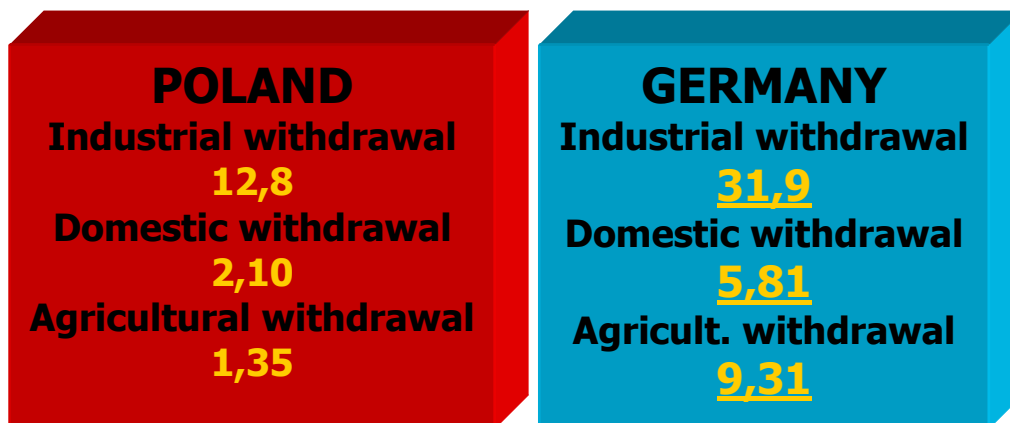 POLAND
Industrial withdrawal
12,8
Domestic withdrawal
2,10
Agricultural withdrawal
1,35
GERMANY
Industrial withdrawal
31,9
Domestic withdrawal
5,81
Agricult. withdrawal
9,31